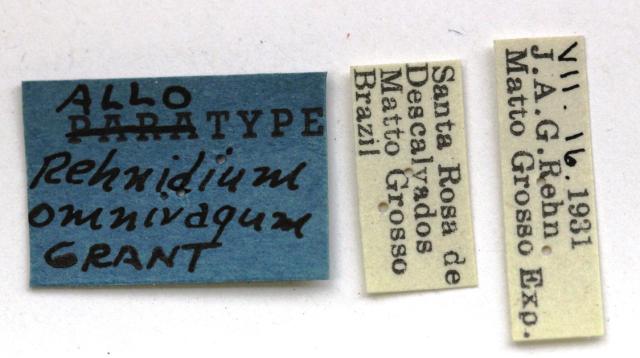 ALLO
PARATYPE
Rehnidium
omnivagum
GRANT
Santa Rosa de
Descalvados
Matto Grosso
Brazil
VII. 16. 1931
J.A.G.Rehn.
Matto Grosso Exp.